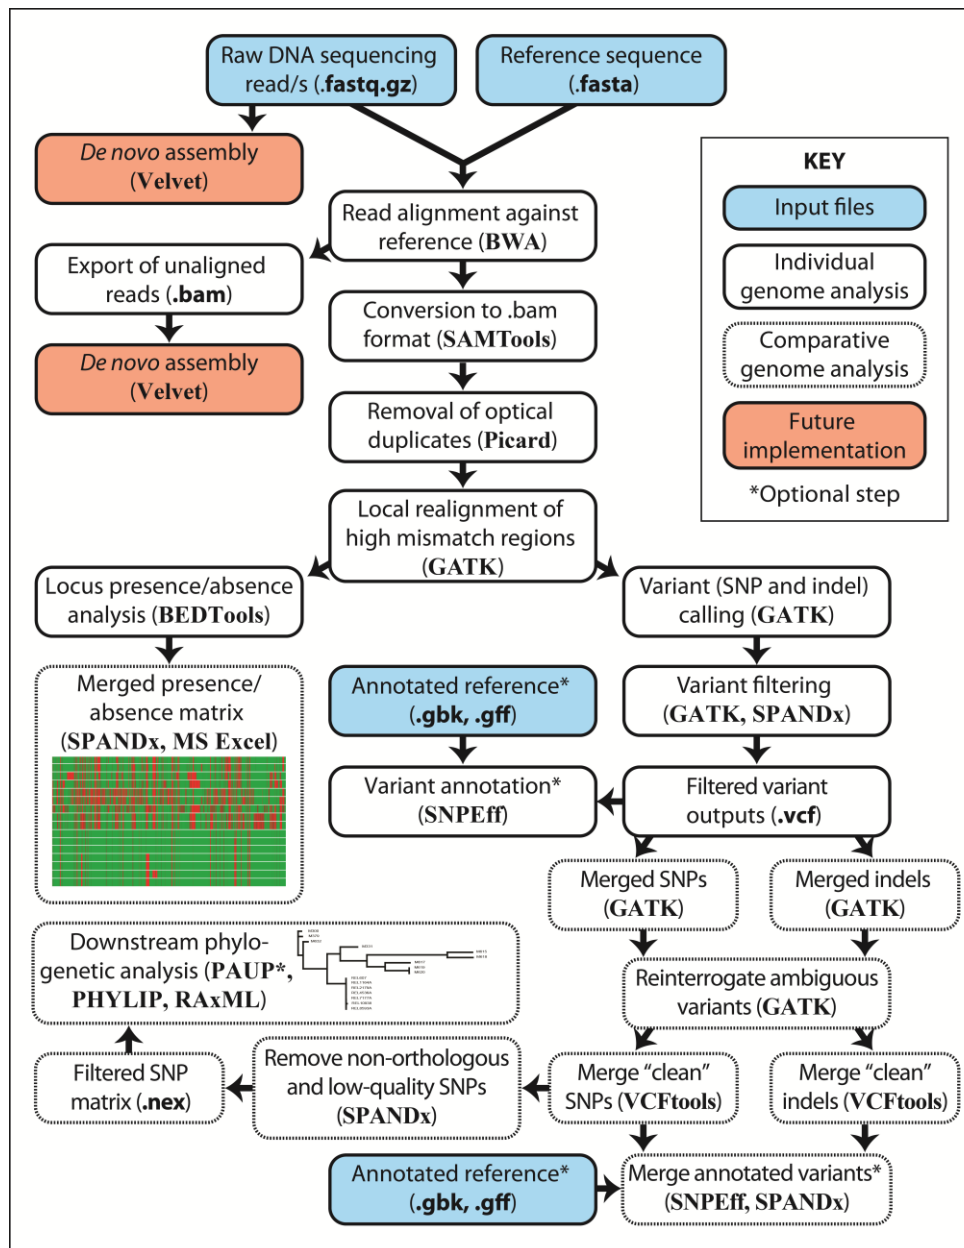 Raw DNA sequencing
read/s (.fastq.gz)
Reference sequence
(.fasta)
De novo assembly
(Velvet)
KEY
Input files
Individual
genome analysis
Comparative
genome analysis
Future
implementation
*Optional step
Read alignment against
reference (BWA)
Export of unaligned
reads (.bam)
De novo assembly
(Velvet)
Conversion to .bam
format (SAMTools)
Removal of optical
duplicates (Picard)
Local realignment of
high mismatch regions
(GATK)
Locus presence/absence
analysis (BEDTools)
Merged presence/
absence matrix
(SPANDx, MS Excel)
Variant (SNP and indel)
calling (GATK)
Annotated reference*
(.gbk, .gff)
Variant filtering
(GATK, SPANDx)
Variant annotation*
(SNPEff)
Filtered variant
outputs (.vcf)
Merged SNPs
(GATK)
Merged indels
(GATK)
Reinterrogate ambiguous
variants (GATK)
Downstream phylo-
genetic analysis (PAUP*,
PHYLIP, RAxML)
Filtered SNP
matrix (.nex)
Remove non-orthologous
and low-quality SNPs
(SPANDx)
Merge “clean”
SNPs (VCFtools)
Merge “clean”
indels (VCFtools)
Annotated reference*
(.gbk, .gff)
Merge annotated variants*
(SNPEff, SPANDx)